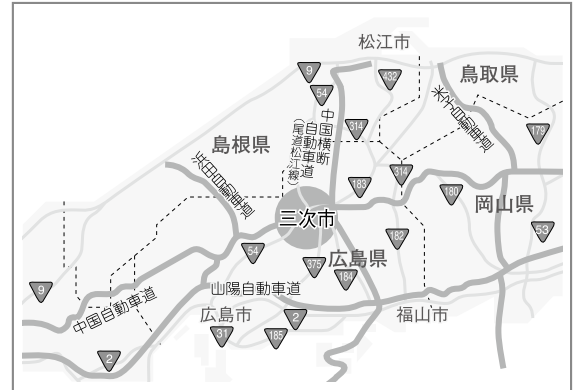 松江市
9
432
鳥取県
54
中国横断
自動車道
(尾道松江線)
米子自動車道
314
179
島根県
浜田自動車道
314
183
180
岡山県
三次市
53
182
54
広島県
375
184
9
山陽自動車道
中国自動車道
広島市
2
福山市
31
185
2